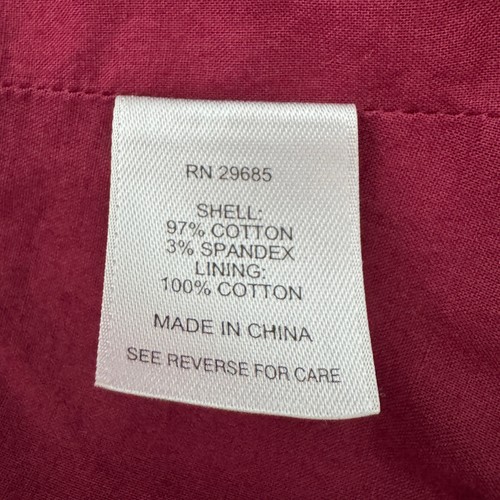 RN 29685
SHELL:
97% COTTON
3% SPANDEX
LINING:
100% COTTON
MADE IN CHINA
SEE REVERSE FOR CARE